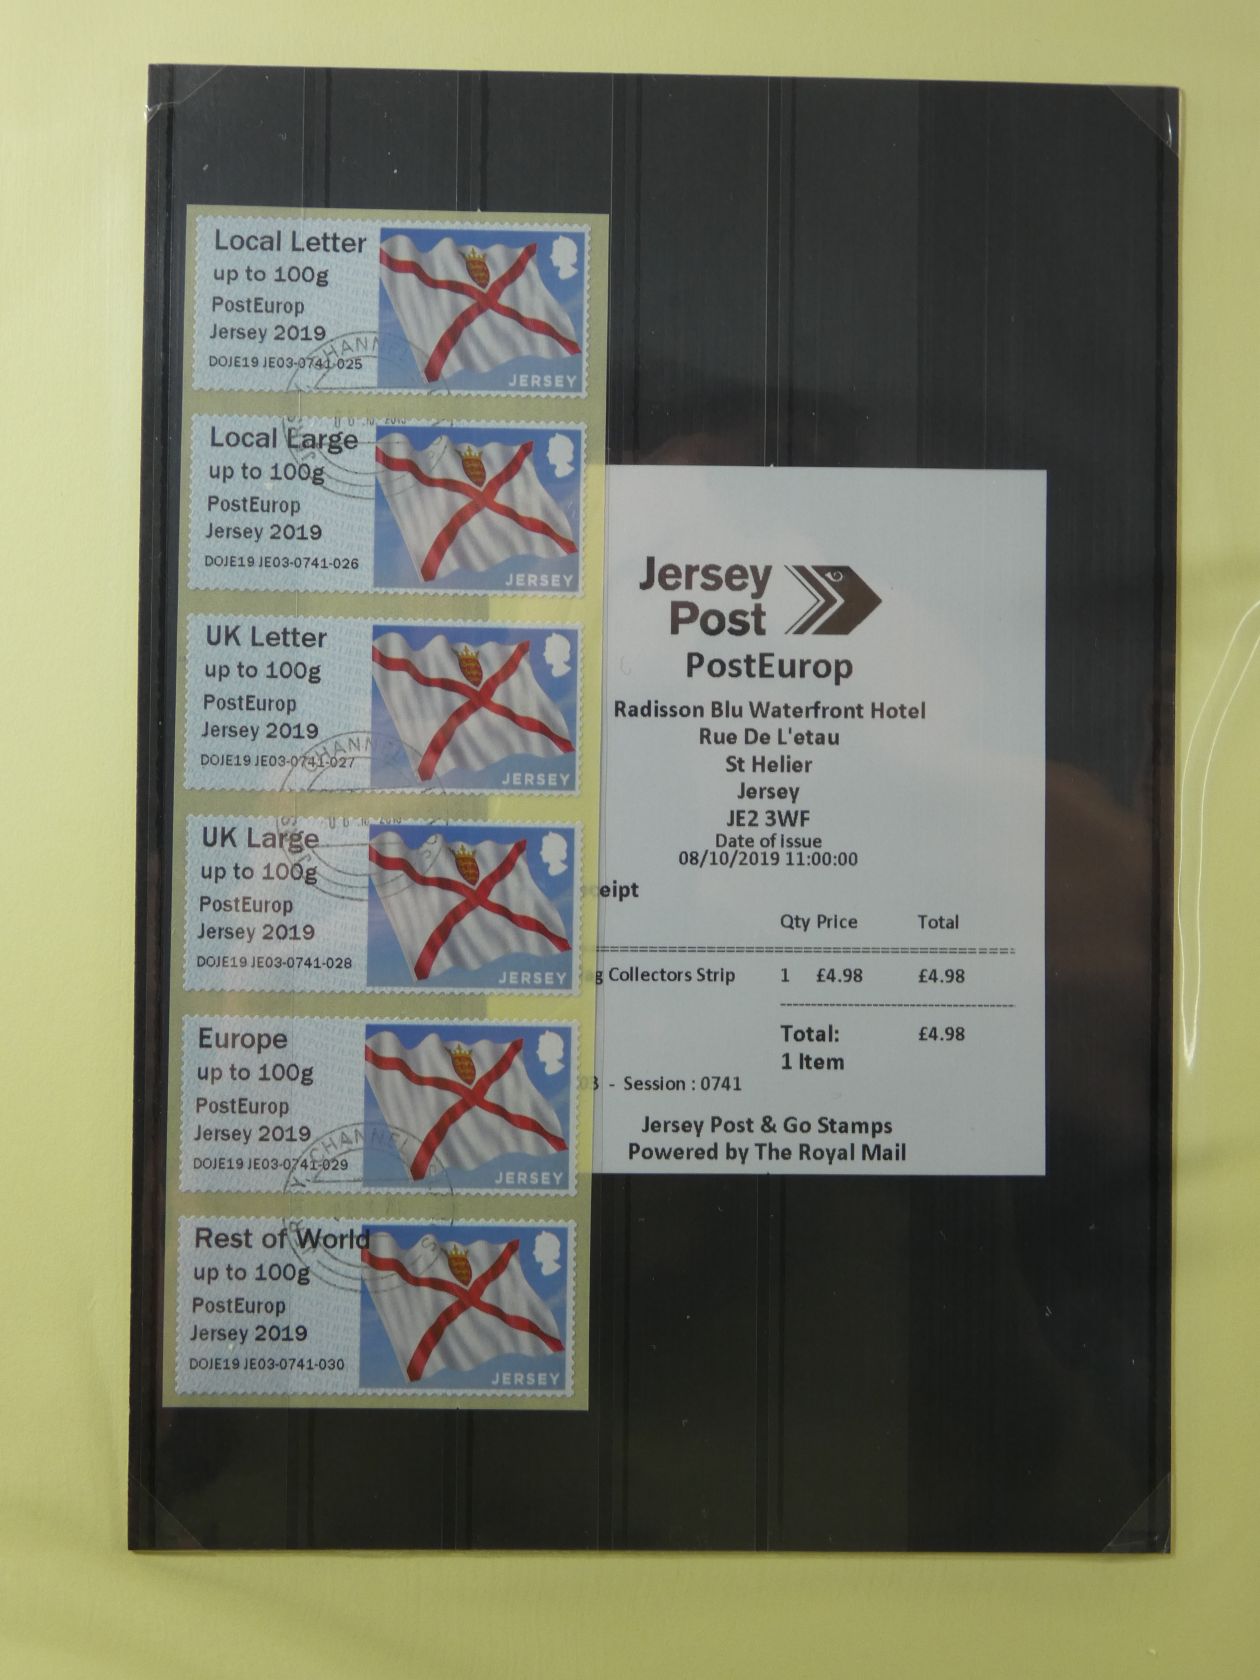 Local Letter
up to 100g
PostEurop
Jersey 2019
DOJE19 JE03-0741-025
JERSEY
Local Large
up to 100g
PostEurop
Jersey 2019
DOJE19 JE03-0741-026
JERSEY
UK Letter
up to 100g
PostEurop
Jersey 2019
DOJE19 JE03-0741-027
JERSEY
UK Large
up to 100g
PostEurop
Jersey 2019
DOJE19 JE03-0741-028
JERSEY
Europe
up to 100g
PostEurop
Jersey 2019
DOJE19 JE03-0741-029
JERSEY
Rest of World
up to 100g
PostEurop
Jersey 2019
DOJE19 JE03-0741-030
JERSEY
Jersey
Post
PostEurop
Radisson Blu Waterfront Hotel
Rue De L'etau
St Helier
Jersey
JE2 3WF
Date of issue
08/10/2019 11:00:00
ceipt
Qty Price Total
Collectors Strip 1 £4.98 £4.98
Total: £4.98
1 Item
03 - Session : 0741
Jersey Post & Go Stamps
Powered by The Royal Mail